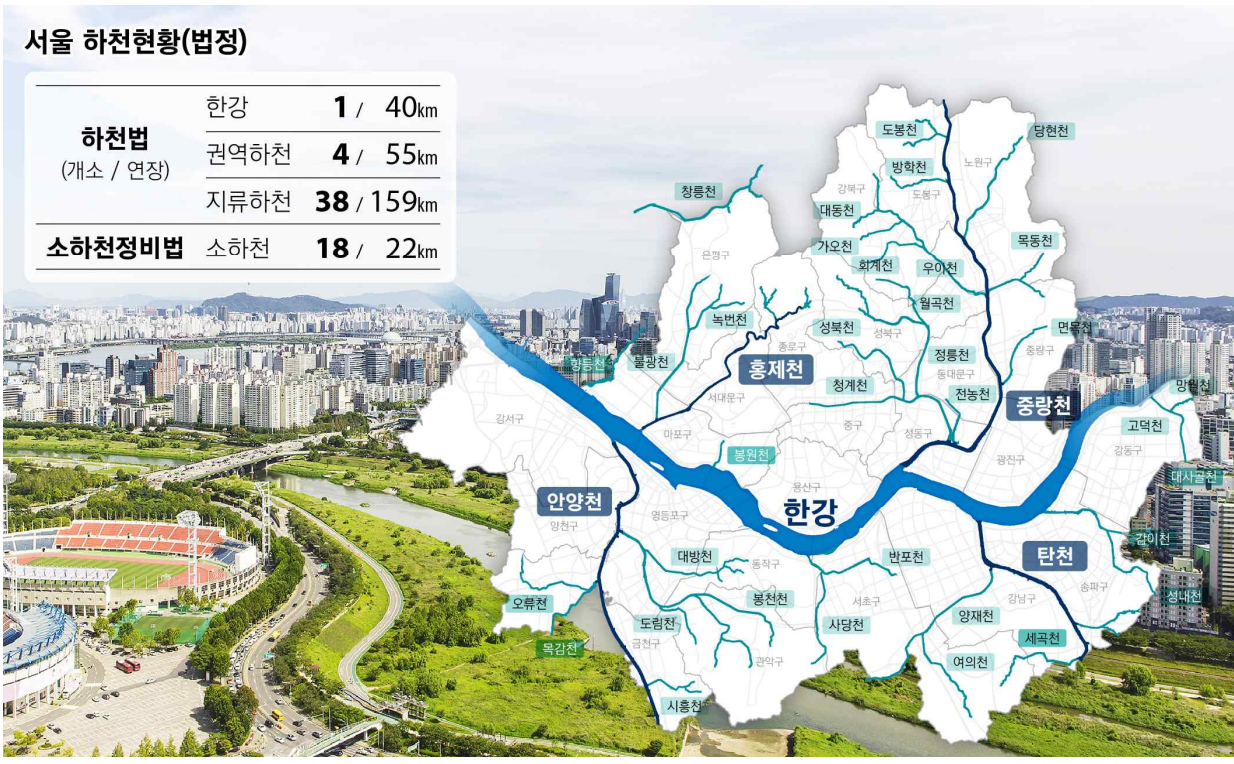 서울 하천현황(법정)
하천법
(개소 / 연장)
한강 1 / 40km
권역하천 4 / 55km
지류하천 38 / 159km
소하천정비법 소하천 18 / 22km
도봉천
당현천
방학천
노원구
강북구
도봉구
창릉천
대동천
목동천
가오천
은평구
회계천
우이천
월곡천
녹번천
성북천
성북구
면목천
불광천
종로구
정릉천
중랑구
홍제천
동대문구
청계천
전농천
망월천
서대문구
중랑천
강서구
마포구
중구
성동구
고덕천
봉원천
광진구
강동구
용산구
대사골천
안양천
한강
영등포구
양천구
감이천
대방천
동작구
반포천
탄천
송파구
오류천
봉천천
서초구
강남구
성내천
도림천
사당천
양재천
목감천
금천구
세곡천
관악구
여의천
시흥천